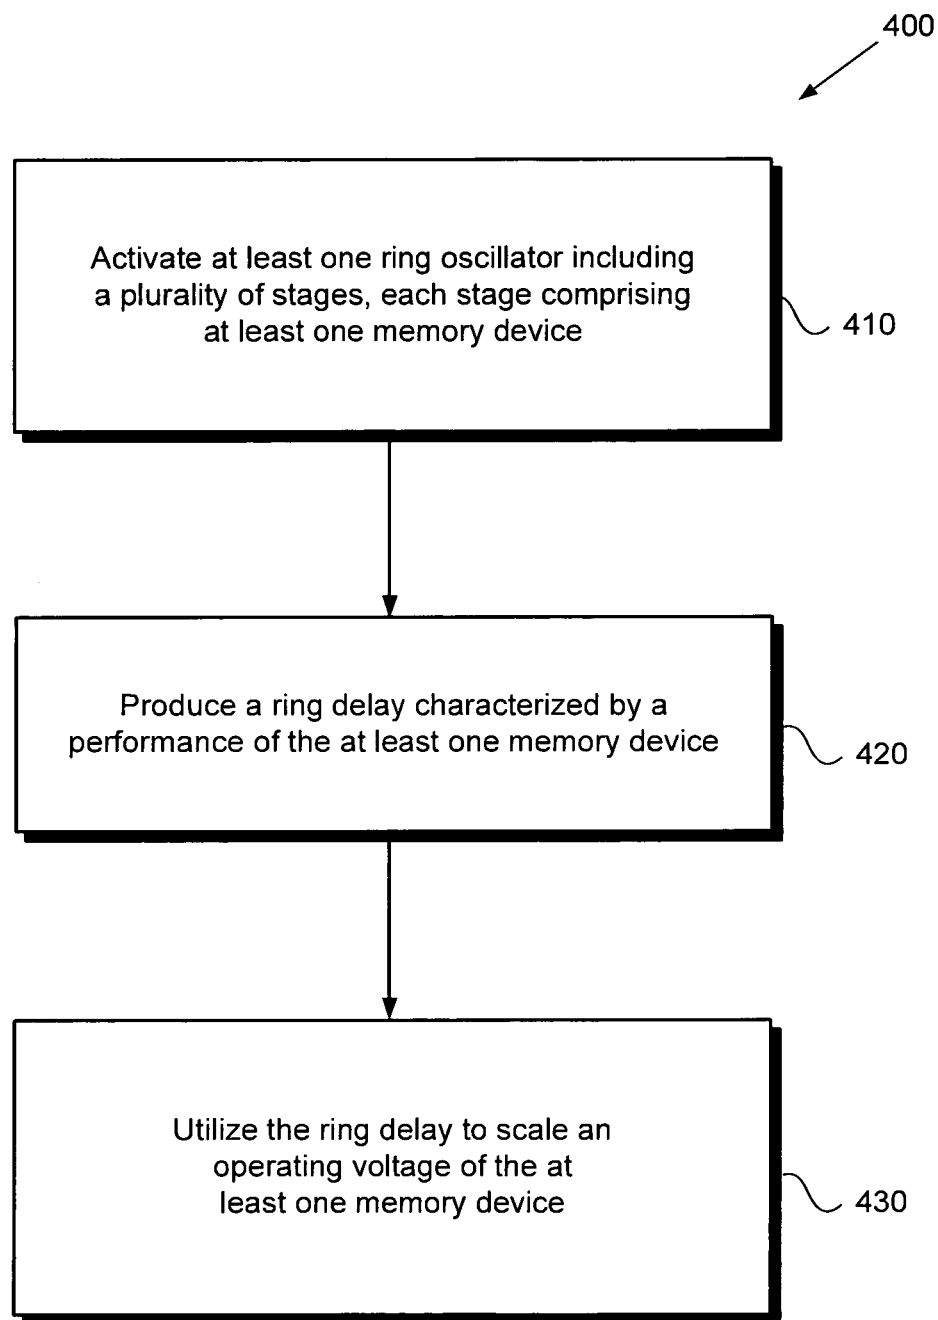 400
Activate at least one ring oscillator including
a plurality of stages, each stage comprising
at least one memory device
410
Produce a ring delay characterized by a
performance of the at least one memory device
420
Utilize the ring delay to scale an
operating voltage of the at
least one memory device
430